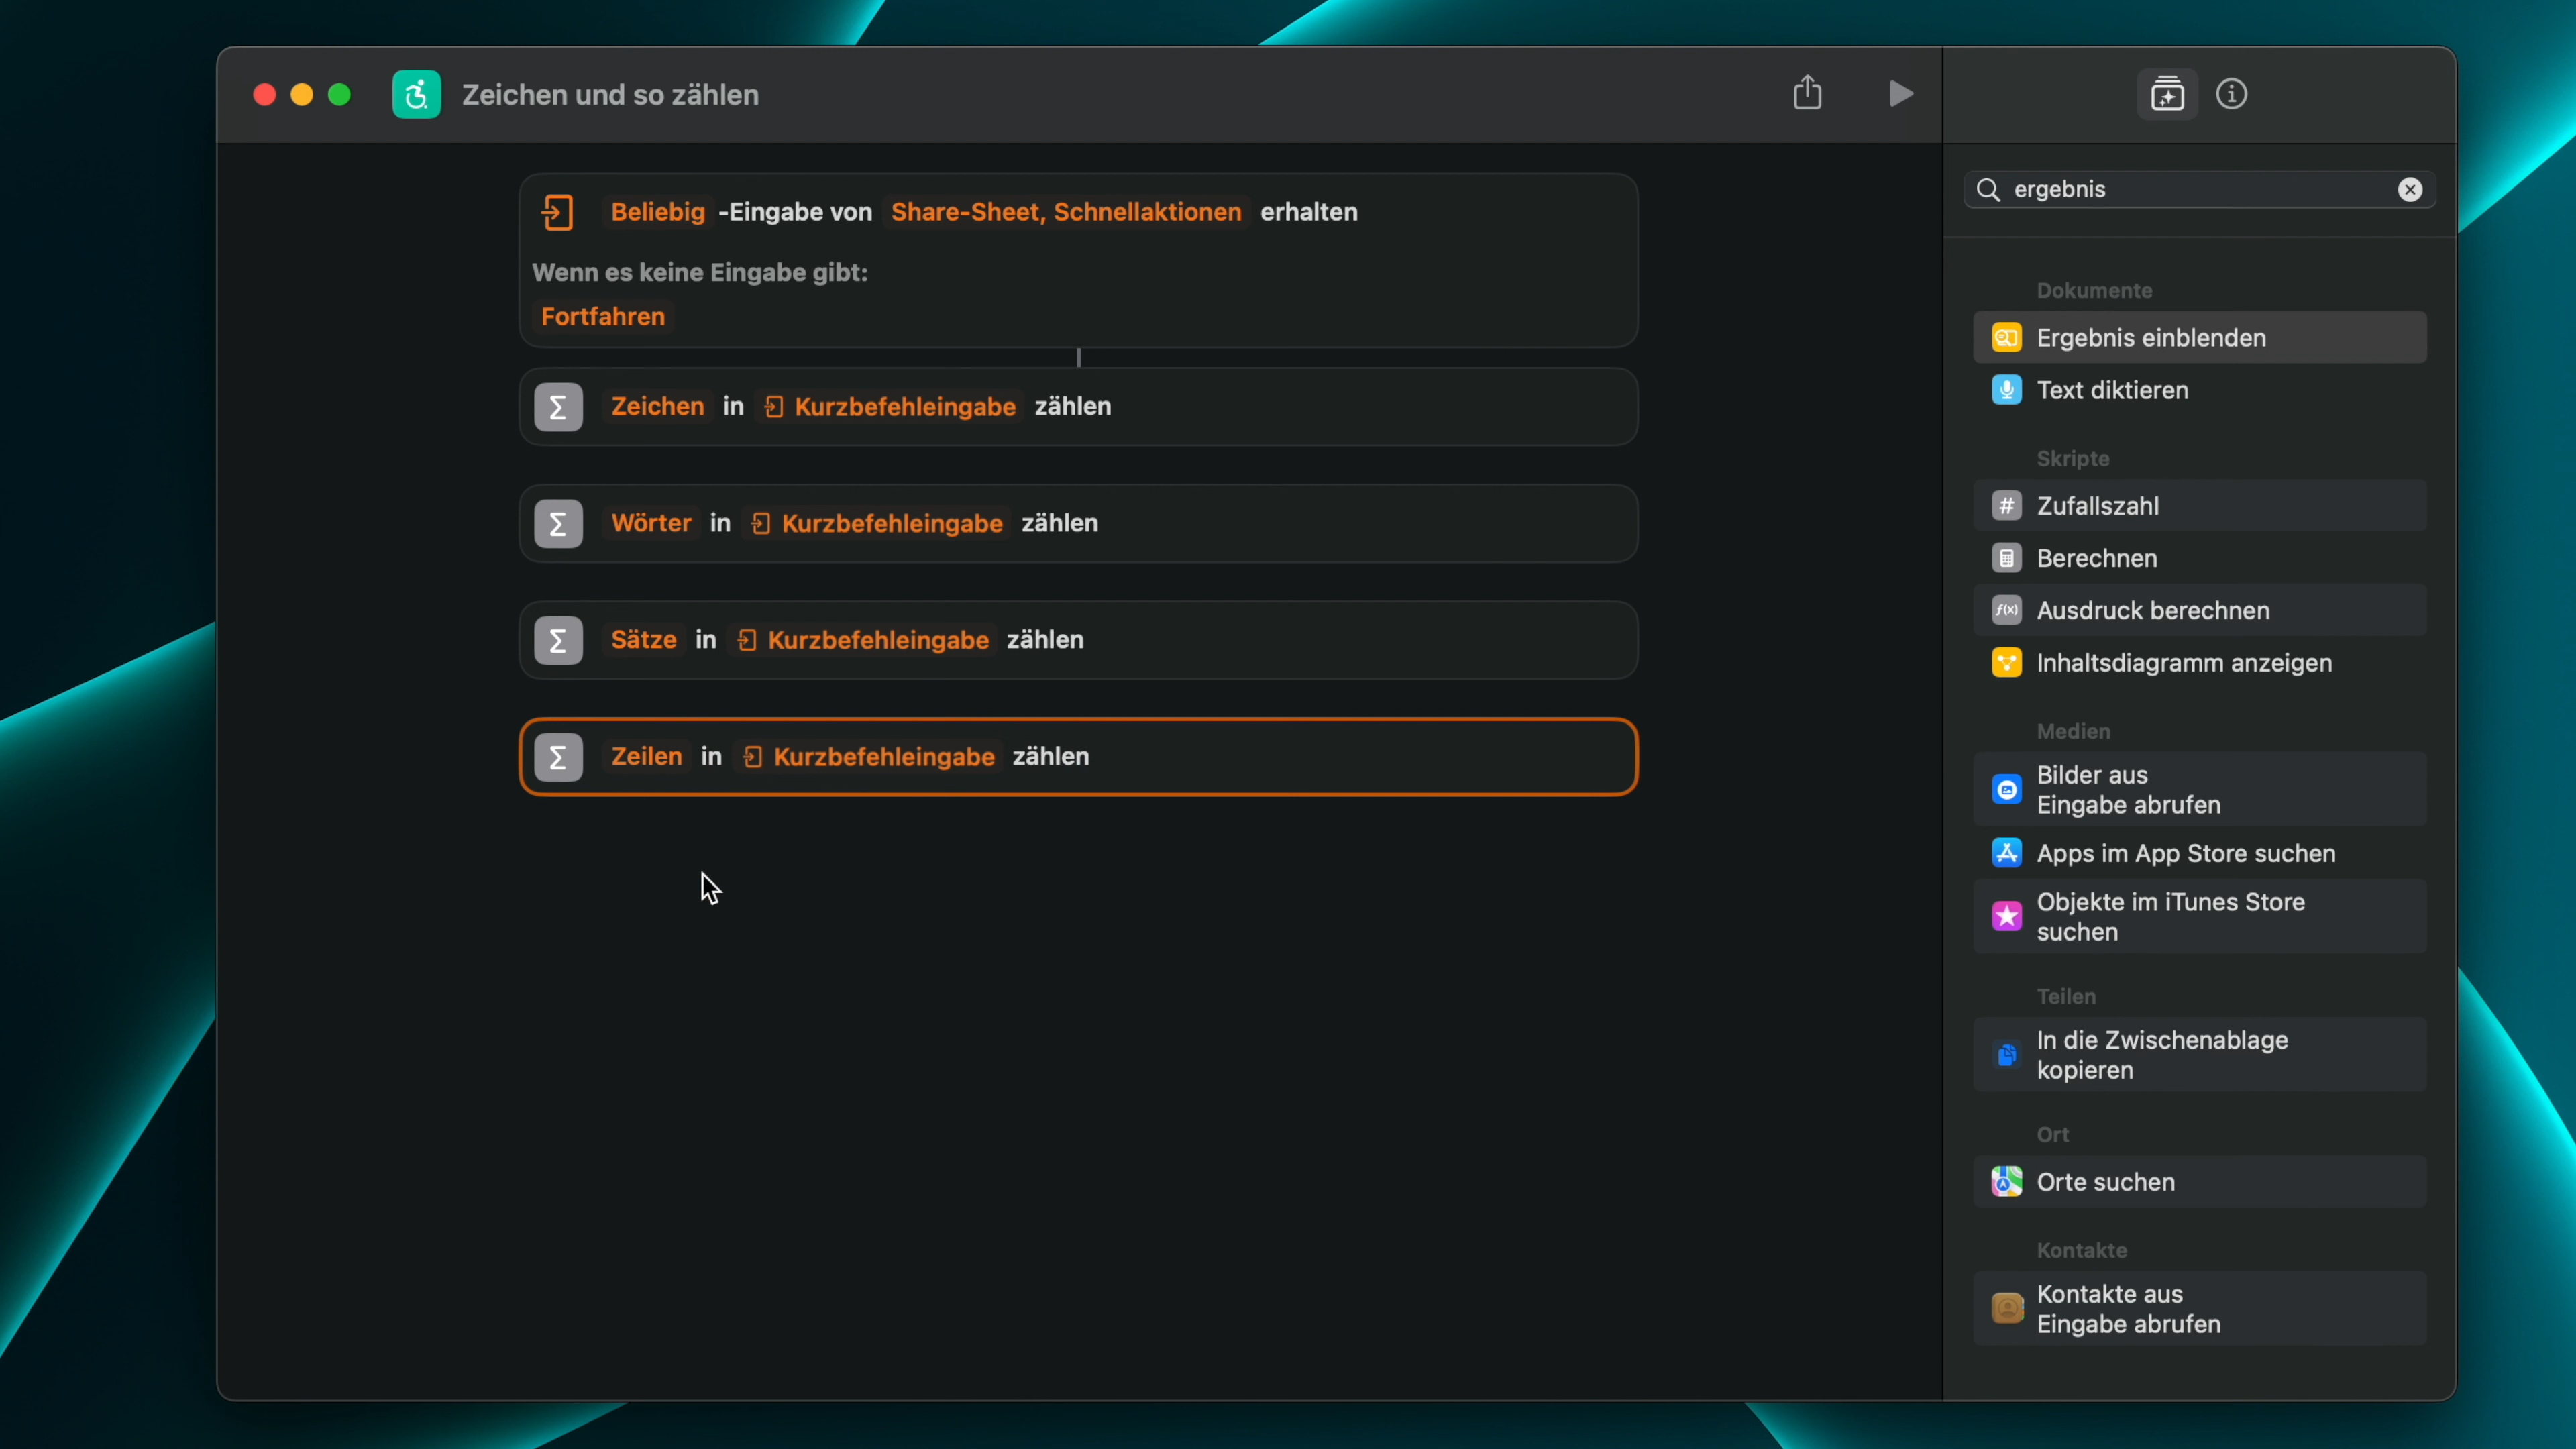 Zeichen und so zählen
Beliebig -Eingabe von Share-Sheet, Schnellaktionen erhalten
Wenn es keine Eingabe gibt:
Fortfahren
Σ Zeichen in Kurzbefehleingabe zählen
Σ Wörter in Kurzbefehleingabe zählen
Σ Sätze in Kurzbefehleingabe zählen
Σ Zeilen in Kurzbefehleingabe zählen
ergebnis
Dokumente
Ergebnis einblenden
Text diktieren
Skripte
# Zufallszahl
Berechnen
f(x) Ausdruck berechnen
Inhaltsdiagramm anzeigen
Medien
Bilder aus
Eingabe abrufen
Apps im App Store suchen
Objekte im iTunes Store
suchen
Teilen
In die Zwischenablage
kopieren
Ort
Orte suchen
Kontakte
Kontakte aus
Eingabe abrufen